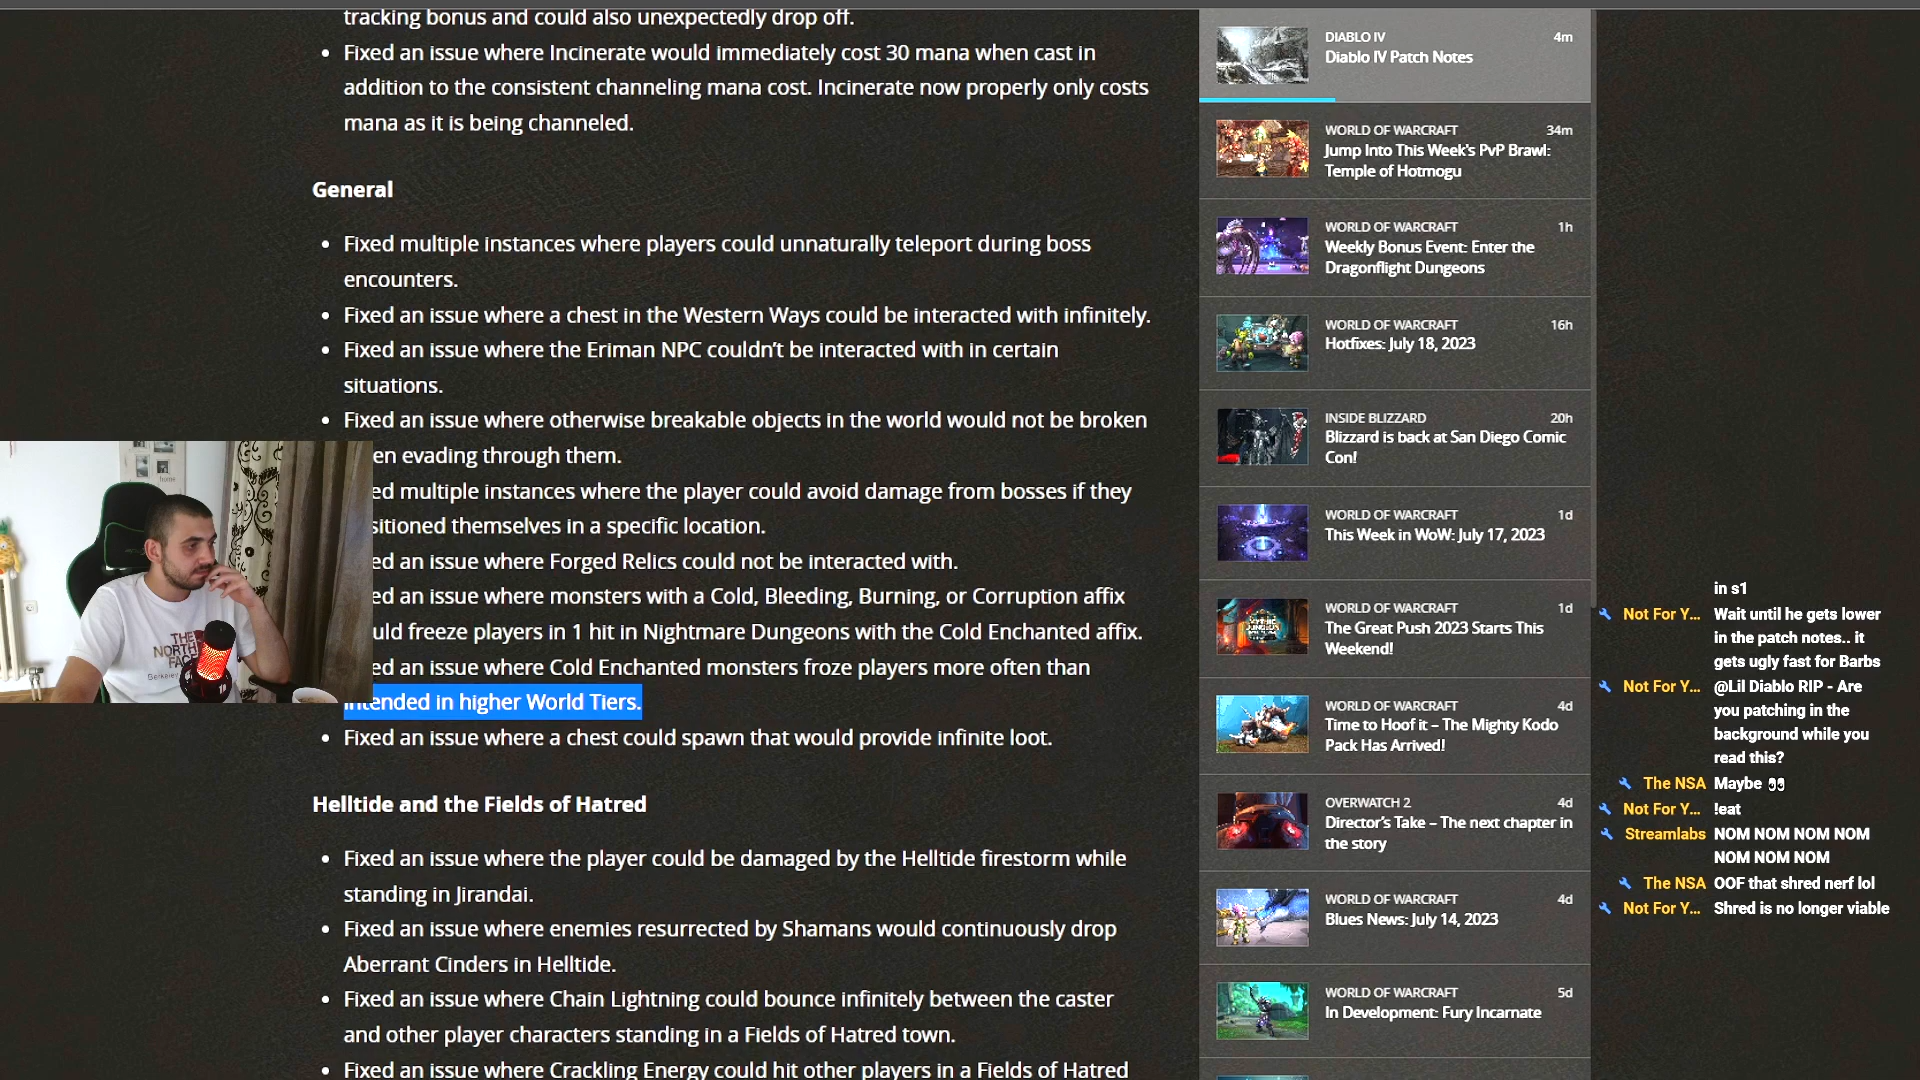 tracking bonus and could also unexpectedly drop off.
Fixed an issue where Incinerate would immediately cost 30 mana when cast in
addition to the consistent channeling mana cost. Incinerate now properly only costs
mana as it is being channeled.
General
Fixed multiple instances where players could unnaturally teleport during boss
encounters.
Fixed an issue where a chest in the Western Ways could be interacted with infinitely.
Fixed an issue where the Eriman NPC couldn't be interacted with in certain
situations.
Fixed an issue where otherwise breakable objects in the world would not be broken
en evading through them.
ed multiple instances where the player could avoid damage from bosses if they
sitioned themselves in a specific location.
ed an issue where Forged Relics could not be interacted with.
ed an issue where monsters with a Cold, Bleeding, Burning, or Corruption affix
uld freeze players in 1 hit in Nightmare Dungeons with the Cold Enchanted affix.
ed an issue where Cold Enchanted monsters froze players more often than
intended in higher World Tiers.
Fixed an issue where a chest could spawn that would provide infinite loot.
Helltide and the Fields of Hatred
Fixed an issue where the player could be damaged by the Helltide firestorm while
standing in Jirandai.
Fixed an issue where enemies resurrected by Shamans would continuously drop
Aberrant Cinders in Helltide.
Fixed an issue where Chain Lightning could bounce infinitely between the caster
and other player characters standing in a Fields of Hatred town.
Fixed an issue where Crackling Energy could hit other players in a Fields of Hatred
home
THE
NORTH
FACE
DIABLO IV 4m
Diablo IV Patch Notes
WORLD OF WARCRAFT 34m
Jump Into This Week's PvP Brawl:
Temple of Hotmogu
WORLD OF WARCRAFT 1h
Weekly Bonus Event: Enter the
Dragonflight Dungeons
WORLD OF WARCRAFT 16h
Hotfixes: July 18, 2023
INSIDE BLIZZARD 20h
Blizzard is back at San Diego Comic
Con!
WORLD OF WARCRAFT 1d
This Week in WoW: July 17, 2023
WORLD OF WARCRAFT 1d
The Great Push 2023 Starts This
Weekend!
WORLD OF WARCRAFT 4d
Time to Hoof it – The Mighty Kodo
Pack Has Arrived!
OVERWATCH 2 4d
Director's Take – The next chapter in
the story
WORLD OF WARCRAFT 4d
Blues News: July 14, 2023
WORLD OF WARCRAFT 5d
In Development: Fury Incarnate
in s1
Not For Y... Wait until he gets lower
in the patch notes.. it
gets ugly fast for Barbs
Not For Y... @Lil Diablo RIP - Are
you patching in the
background while you
read this?
The NSA Maybe 👀
Not For Y... !eat
Streamlabs NOM NOM NOM NOM
NOM NOM NOM
The NSA OOF that shred nerf lol
Not For Y... Shred is no longer viable